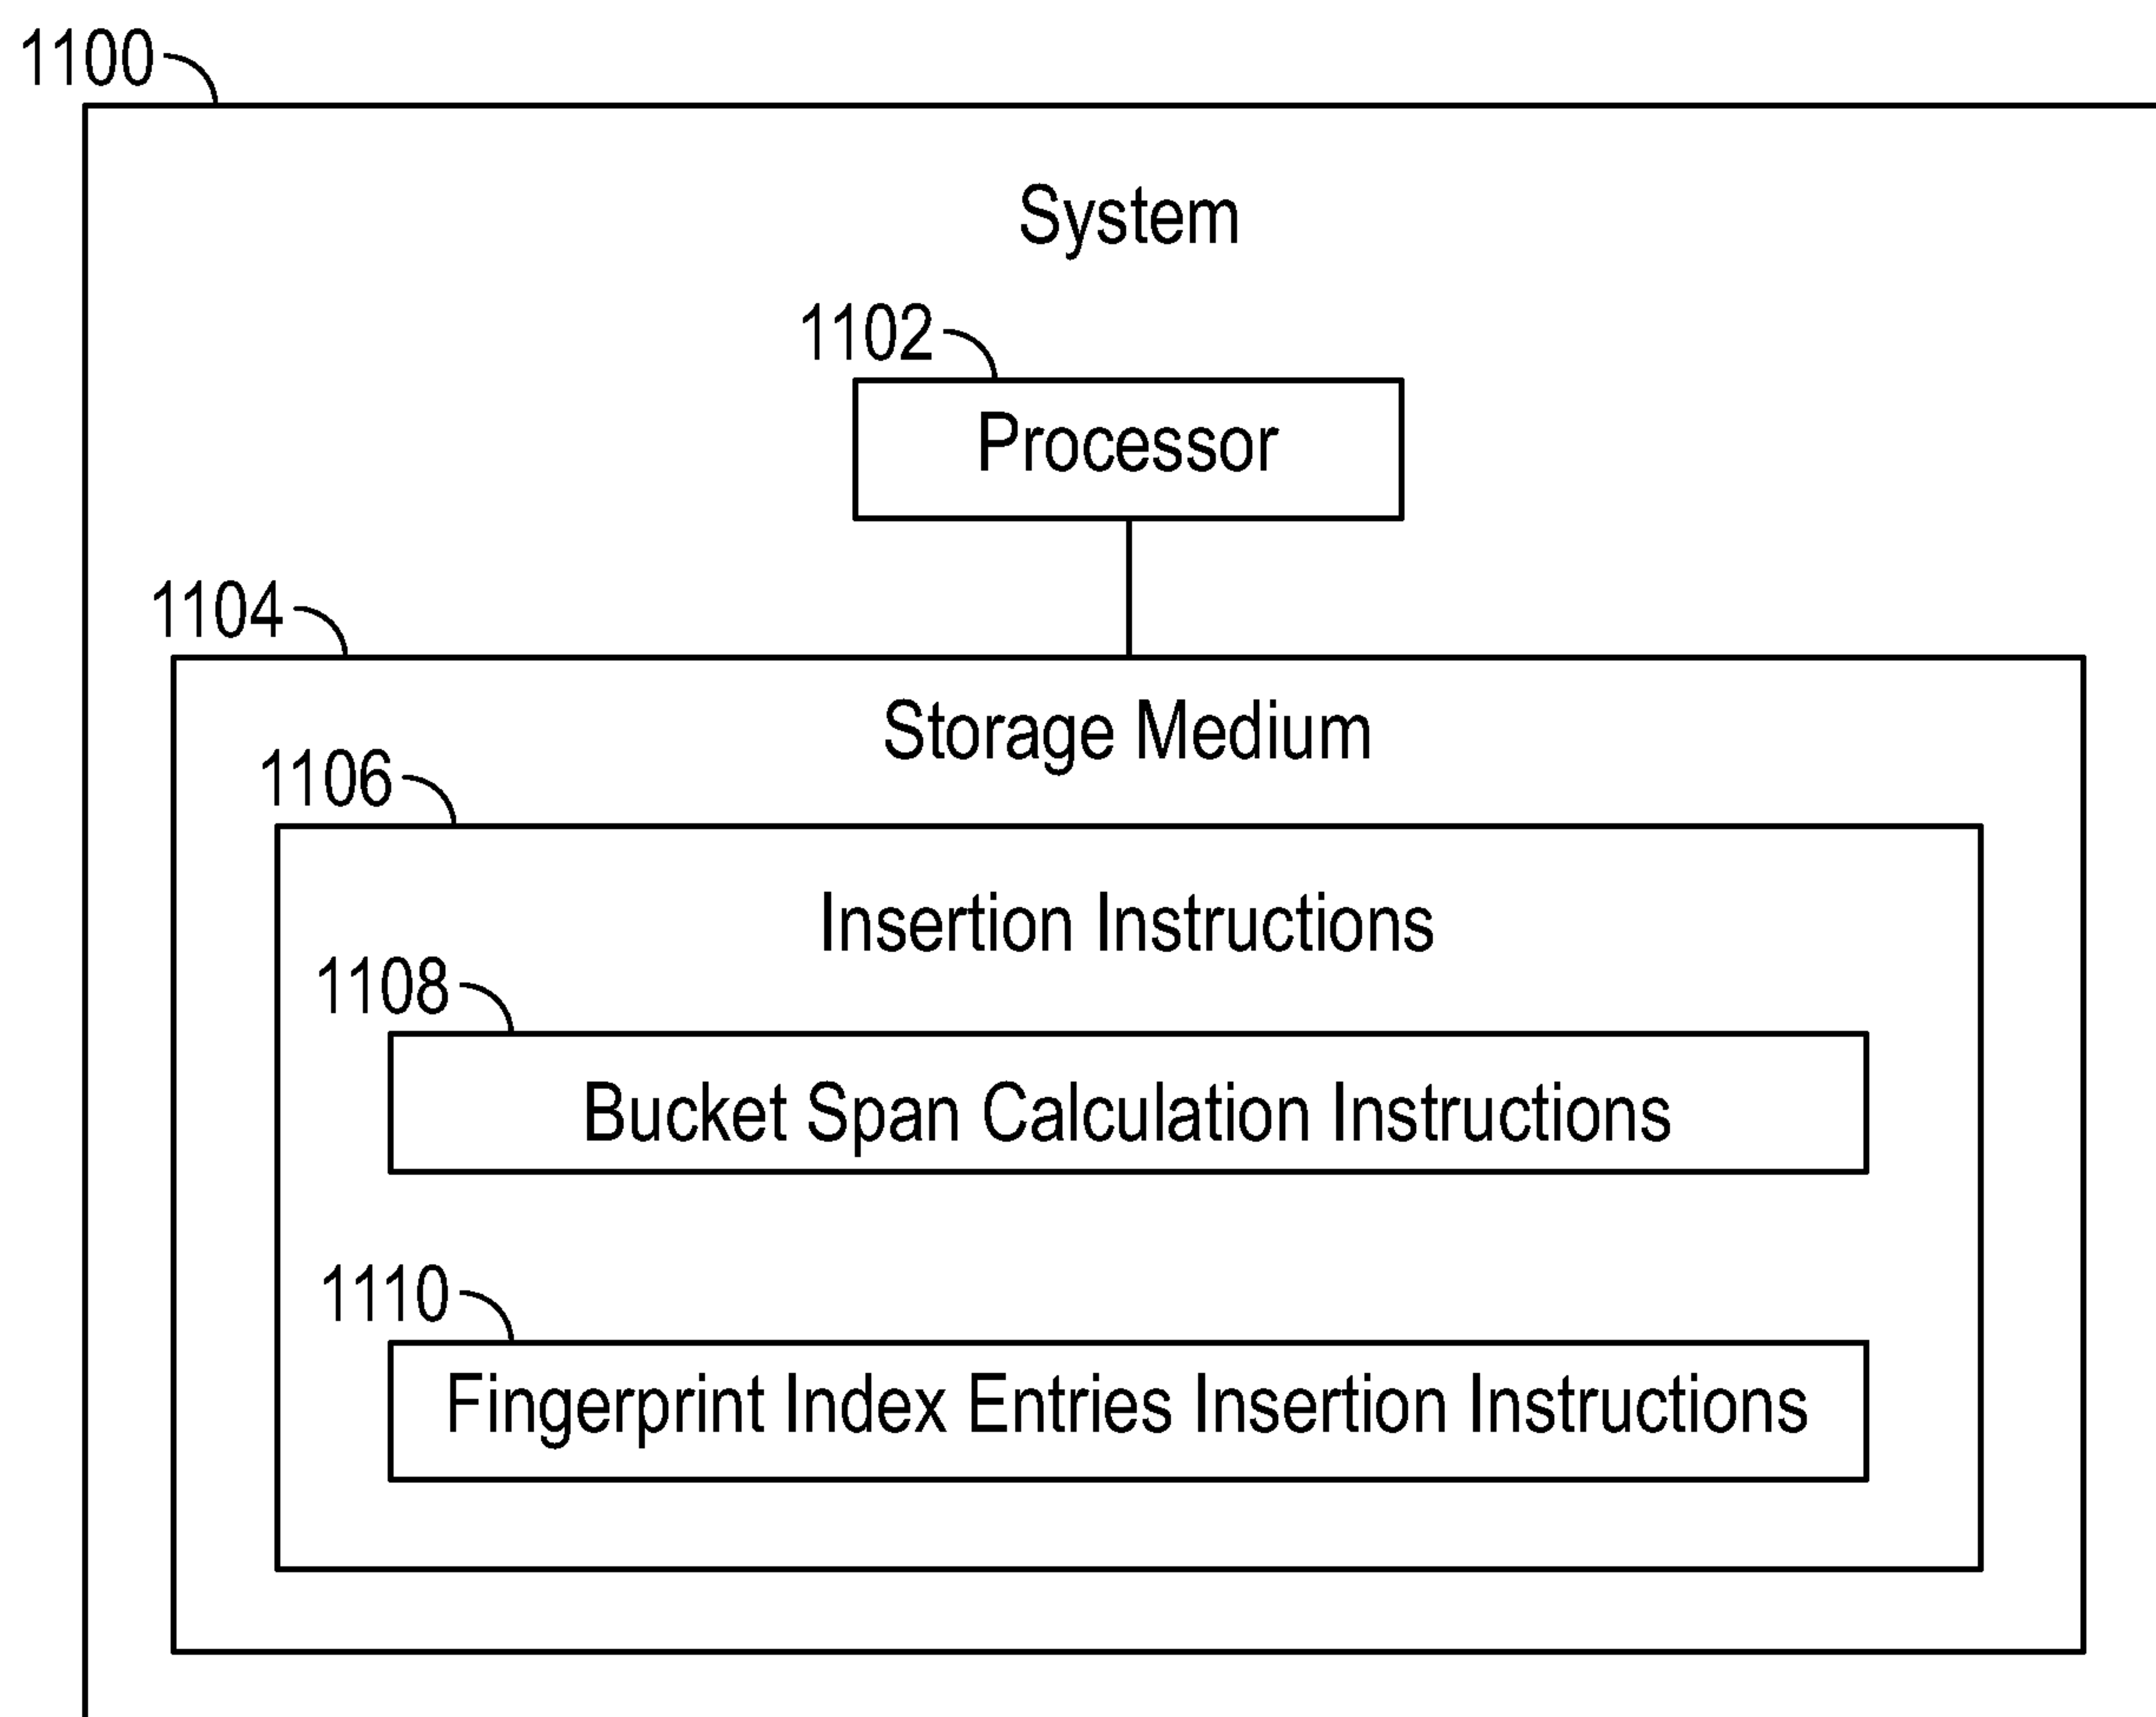 1100
System
1102
Processor
1104
Storage Medium
1106
Insertion Instructions
1108
Bucket Span Calculation Instructions
1110
Fingerprint Index Entries Insertion Instructions